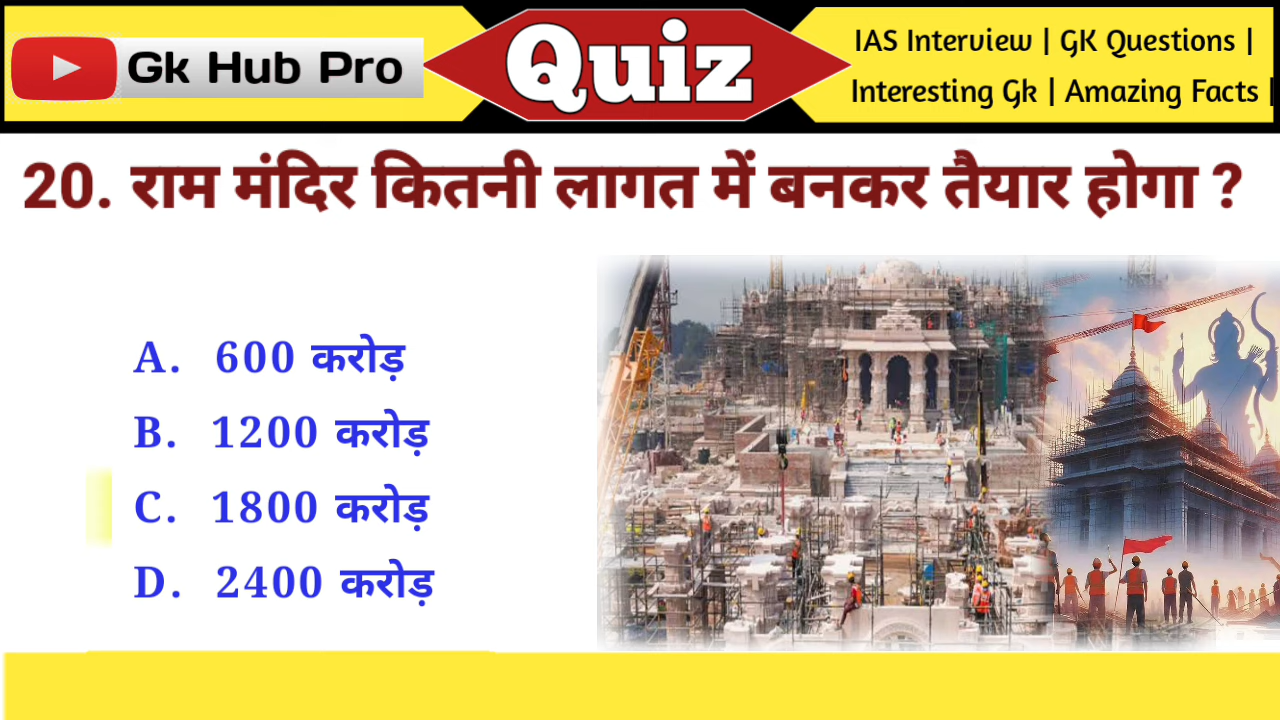 Gk Hub Pro
Quiz
IAS Interview | GK Questions |
Interesting Gk | Amazing Facts |
20. राम मंदिर कितनी लागत में बनकर तैयार होगा ?
A. 600 करोड़
B. 1200 करोड़
C. 1800 करोड़
D. 2400 करोड़